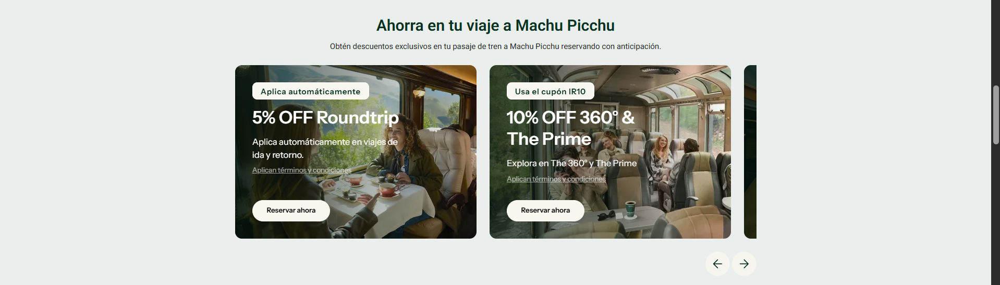 Ahorra en tu viaje a Machu Picchu
Obtén descuentos exclusivos en tu pasaje de tren a Machu Picchu reservando con anticipación.
Aplica automáticamente
5% OFF Roundtrip
Aplica automáticamente en viajes de
ida y retorno.
Aplican términos y condiciones
Reservar ahora
Usa el cupón IR10
10% OFF 360° &
The Prime
Explora en The 360° y The Prime
Aplican términos y condiciones
Reservar ahora